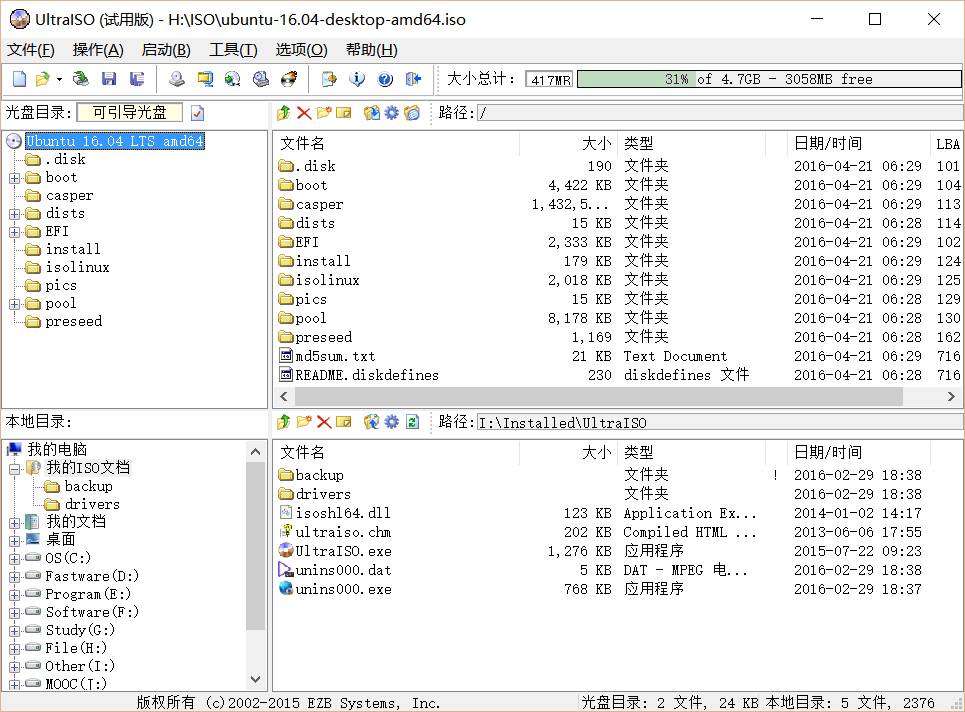 UltraISO (试用版) - H:\ISO\ubuntu-16.04-desktop-amd64.iso
文件(F) 操作(A) 启动(B) 工具(T) 选项(O) 帮助(H)
大小总计: 417MB 31% of 4.7GB - 3058MB free
光盘目录: 可引导光盘 路径: /
Ubuntu 16.04 LTS amd64
.disk
boot
casper
dists
EFI
install
isolinux
pics
pool
preseed
文件名 大小 类型 日期/时间 LBA
.disk 190 文件夹 2016-04-21 06:29 101
boot 4,422 KB 文件夹 2016-04-21 06:29 104
casper 1,432,5... 文件夹 2016-04-21 06:29 113
dists 15 KB 文件夹 2016-04-21 06:28 114
EFI 2,333 KB 文件夹 2016-04-21 06:29 102
install 179 KB 文件夹 2016-04-21 06:29 124
isolinux 2,018 KB 文件夹 2016-04-21 06:29 125
pics 15 KB 文件夹 2016-04-21 06:28 129
pool 8,178 KB 文件夹 2016-04-21 06:28 130
preseed 1,169 文件夹 2016-04-21 06:28 162
md5sum.txt 21 KB Text Document 2016-04-21 06:29 716
README.diskdefines 230 diskdefines 文件 2016-04-21 06:28 716
本地目录: 路径: I:\Installed\UltraISO
我的电脑
我的ISO文档
backup
drivers
我的文档
桌面
OS(C:)
Fastware(D:)
Program(E:)
Software(F:)
Study(G:)
File(H:)
Other(I:)
MOOC(J:)
文件名 大小 类型 日期/时间
backup 文件夹 ! 2016-02-29 18:38
drivers 文件夹 2016-02-29 18:38
isoshl64.dll 123 KB Application Ex... 2014-01-02 14:17
ultraiso.chm 202 KB Compiled HTML ... 2013-06-06 17:55
UltraISO.exe 1,276 KB 应用程序 2015-07-22 09:23
unins000.dat 5 KB DAT - MPEG 电... 2016-02-29 18:38
unins000.exe 768 KB 应用程序 2016-02-29 18:37
版权所有 (c)2002-2015 EZB Systems, Inc. 光盘目录: 2 文件, 24 KB 本地目录: 5 文件, 2376